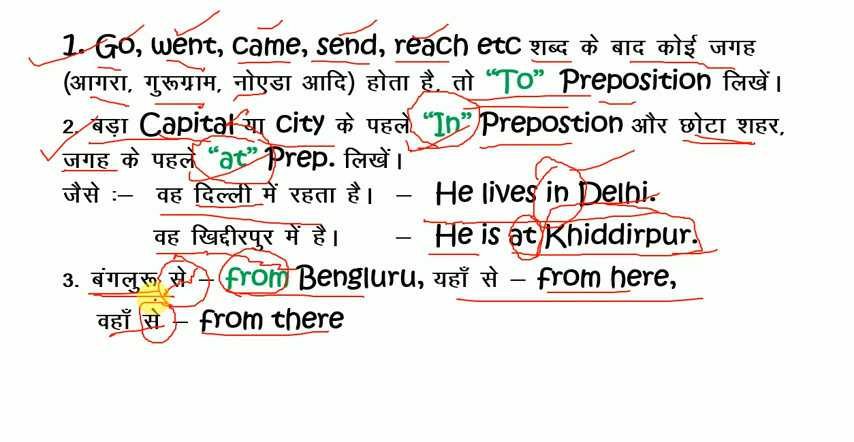 1. Go, went, came, send, reach etc शब्द के बाद कोई जगह
(आगरा, गुरूग्राम, नोएडा आदि) होता है, तो “To” Preposition लिखें।
2. बड़ा Capital या city के पहले “In” Prepostion और छोटा शहर,
जगह के पहले “at” Prep. लिखें।
जैसे :– वह दिल्ली में रहता है। – He lives in Delhi.
वह खिद्दीरपुर में है। – He is at Khiddirpur.
3. बंगलुरू से – from Bengluru, यहाँ से – from here,
वहाँ से – from there